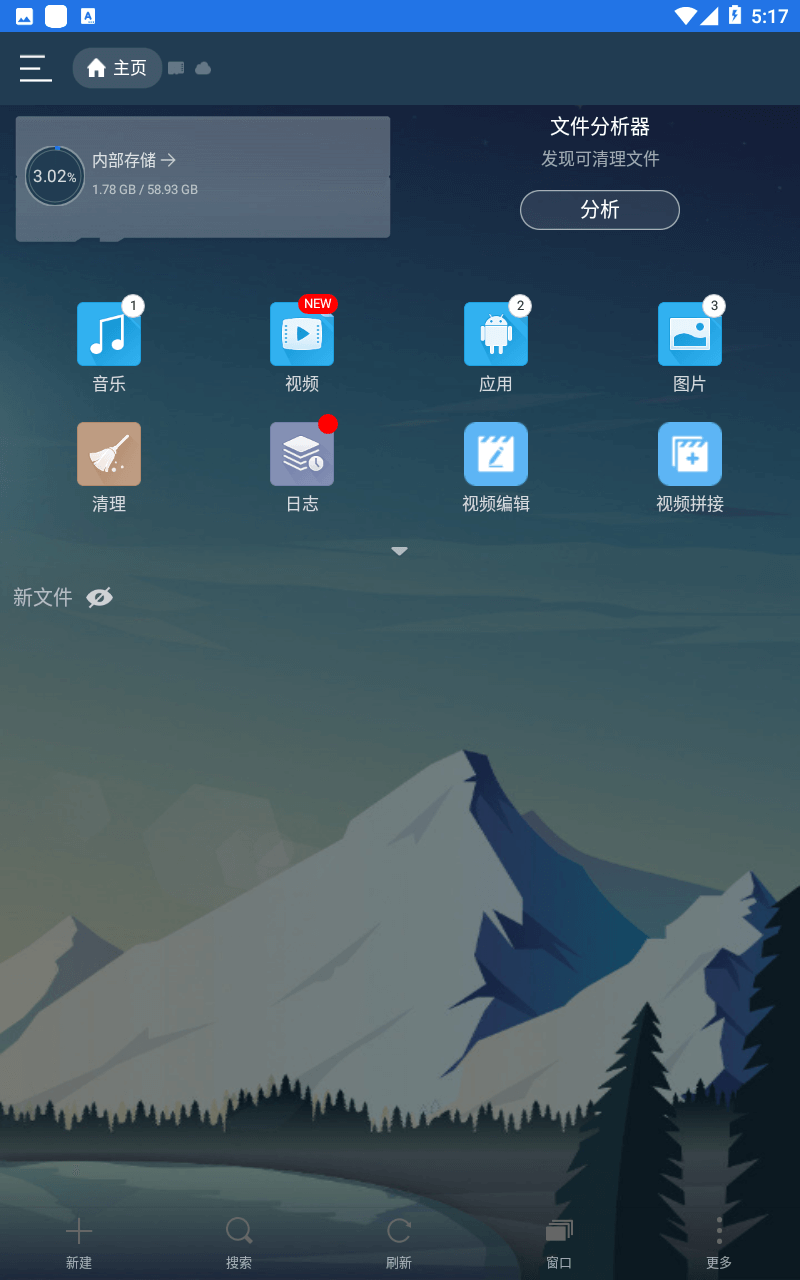 5:17
主页
内部存储
3.02%
1.78 GB / 58.93 GB
文件分析器
发现可清理文件
分析
1
NEW
2
3
音乐
视频
应用
图片
清理
日志
视频编辑
视频拼接
新文件
新建
搜索
刷新
窗口
更多